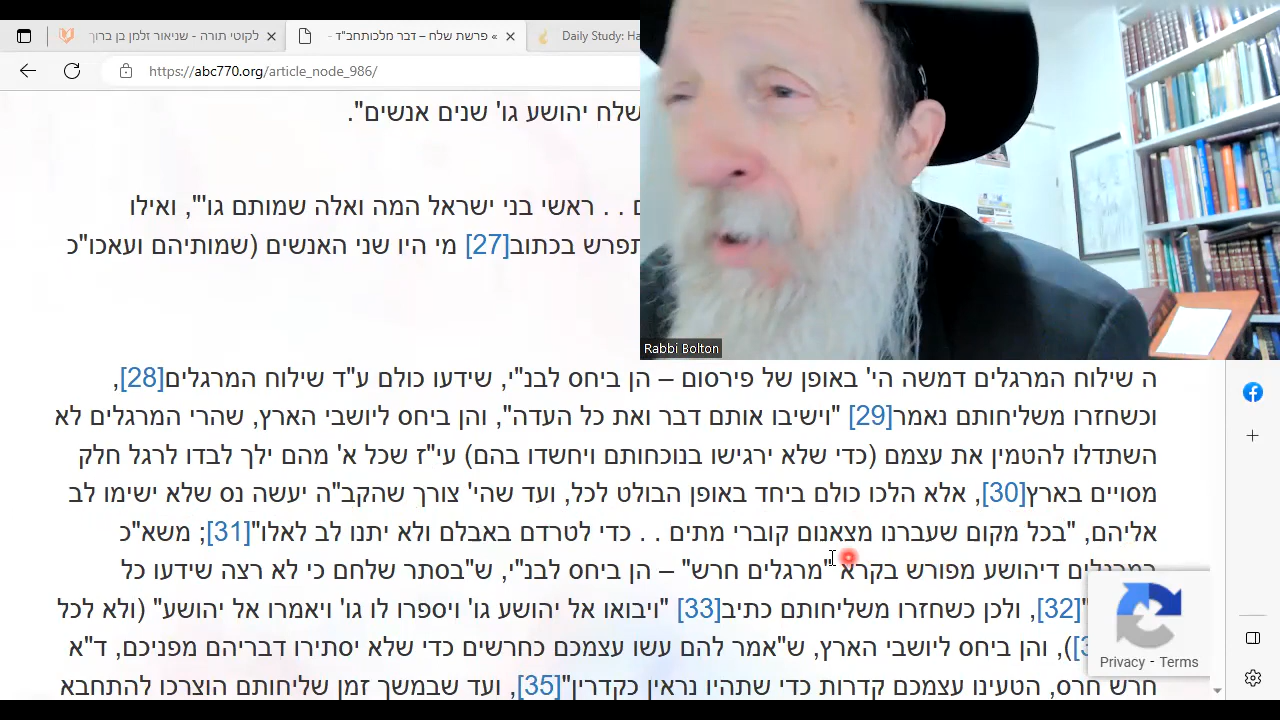 לקוטי תורה - שניאור זלמן בן ברוך
» פרשת שלח – דבר מלכותחב"ד -
Daily Study: Ha
https://abc770.org/article_node_986/
שלח יהושע גו' שנים אנשים".
. . ראשי בני ישראל המה ואלה שמותם גו'", ואילו
תפרש בכתוב[27] מי היו שני האנשים (שמותיהם ועאכו"כ
Rabbi Bolton
ה שילוח המרגלים דמשה הי' באופן של פירסום – הן ביחס לבנ"י, שידעו כולם ע"ד שילוח המרגלים[28],
וכשחזרו משליחותם נאמר[29] "וישיבו אותם דבר ואת כל העדה", והן ביחס ליושבי הארץ, שהרי המרגלים לא
השתדלו להטמין את עצמם (כדי שלא ירגישו בנוכחותם ויחשדו בהם) עי"ז שכל א' מהם ילך לבדו לרגל חלק
מסויים בארץ[30], אלא הלכו כולם ביחד באופן הבולט לכל, ועד שהי' צורך שהקב"ה יעשה נס שלא ישימו לב
אליהם, "בכל מקום שעברנו מצאנום קוברי מתים . . כדי לטרדם באבלם ולא יתנו לב לאלו"[31]; משא"כ
במרגלים דיהושע מפורש בקרא "מרגלים חרש" – הן ביחס לבנ"י, ש"בסתר שלחם כי לא רצה שידעו כל
"[32], ולכן כשחזרו משליחותם כתיב[33] "ויבואו אל יהושע גו' ויספרו לו גו' ויאמרו אל יהושע" (ולא לכל
), והן ביחס ליושבי הארץ, ש"אמר להם עשו עצמכם כחרשים כדי שלא יסתירו דבריהם מפניכם, ד"א
חרש חרס, הטעינו עצמכם קדרות כדי שתהיו נראין כקדרין"[35], ועד שבמשך זמן שליחותם הוצרכו להתחבא
Privacy - Terms